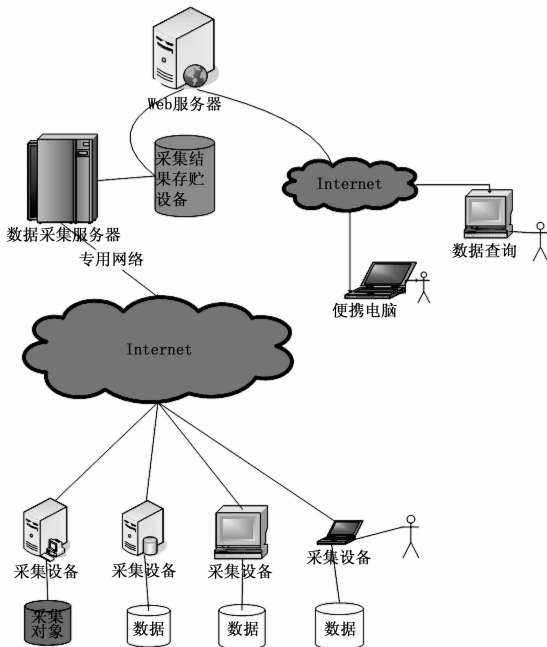 Web服务器
采集结
果存贮
设备
Internet
数据采集服务器
数据查询
专用网络
便携电脑
Internet
采集设备
采集设备
采集设备
采集设备
采集
对象
数据
数据
数据